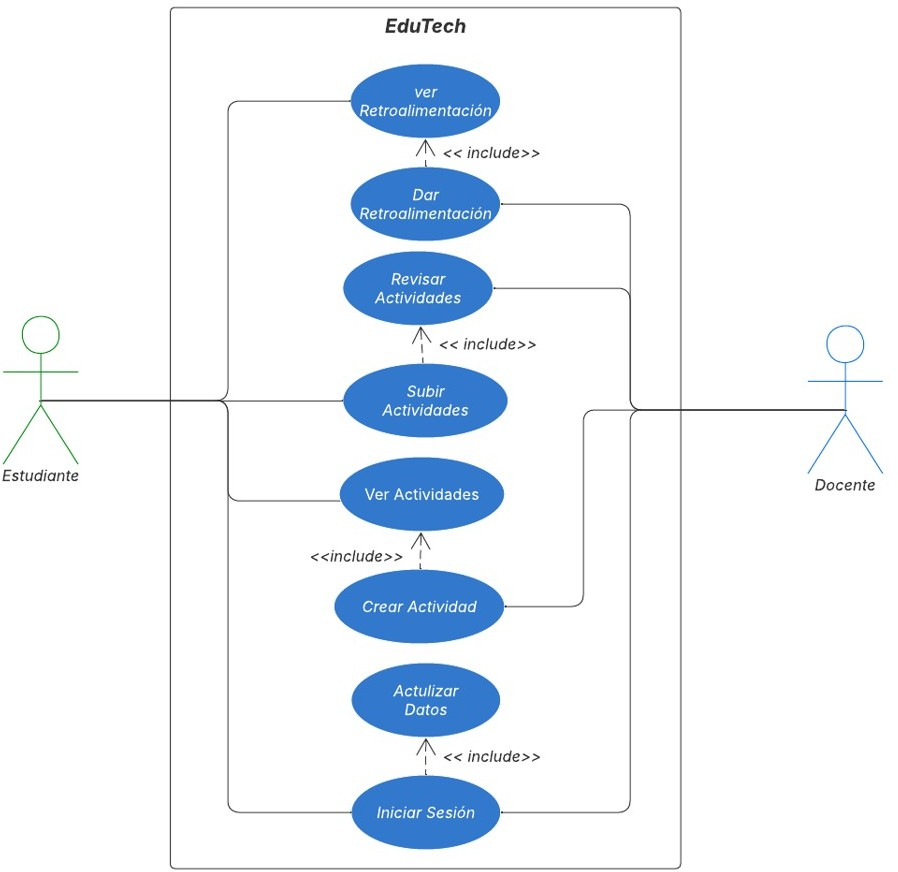 EduTech
ver
Retroalimentación
<< include>>
Dar
Retroalimentación
Revisar
Actividades
<< include>>
Subir
Actividades
Estudiante
Docente
Ver Actividades
<<include>>
Crear Actividad
Actulizar
Datos
<< include>>
Iniciar Sesión